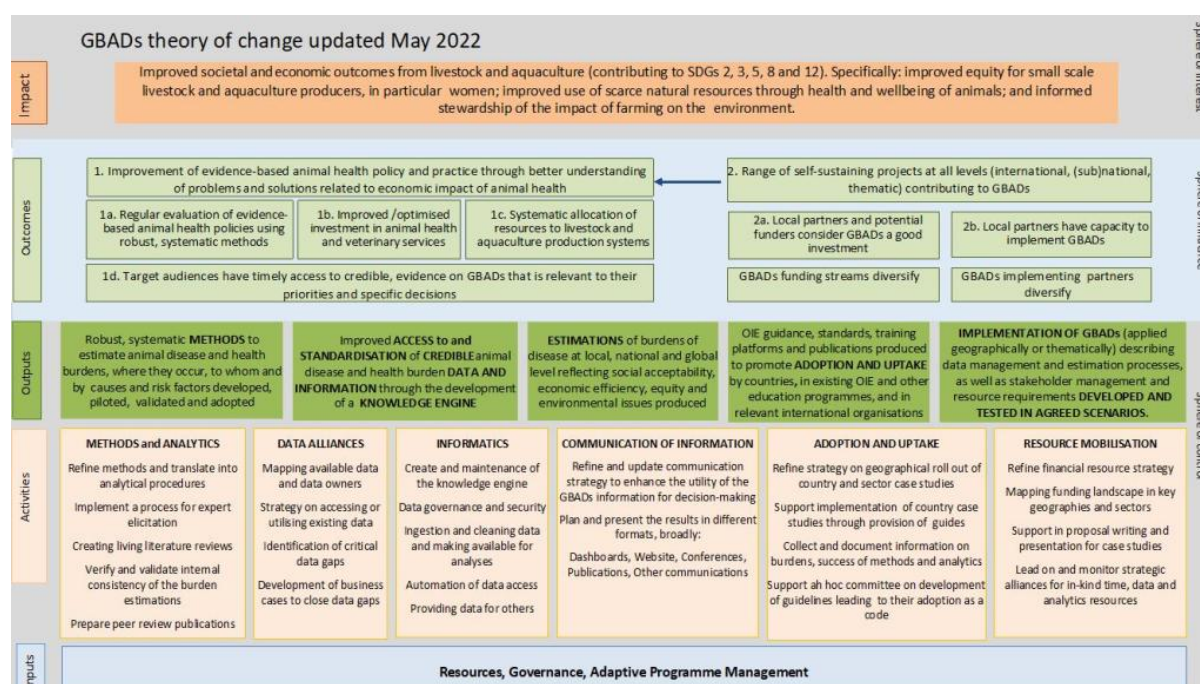 GBADs theory of change updated May 2022
Impact
Improved societal and economic outcomes from livestock and aquaculture (contributing to SDGs 2, 3, 5, 8 and 12). Specifically: improved equity for small scale
livestock and aquaculture producers, in particular women; improved use of scarce natural resources through health and wellbeing of animals; and informed
stewardship of the impact of farming on the environment.
Outcomes
1. Improvement of evidence-based animal health policy and practice through better understanding
of problems and solutions related to economic impact of animal health
1a. Regular evaluation of evidence-
based animal health policies using
robust, systematic methods
1b. Improved /optimised
investment in animal health
and veterinary services
1c. Systematic allocation of
resources to livestock and
aquaculture production systems
1d. Target audiences have timely access to credible, evidence on GBADs that is relevant to their
priorities and specific decisions
2. Range of self-sustaining projects at all levels (international, (sub)national,
thematic) contributing to GBADs
2a. Local partners and potential
funders consider GBADs a good
investment
2b. Local partners have capacity to
implement GBADs
GBADs funding streams diversify
GBADs implementing partners
diversify
Outputs
Robust, systematic METHODS to
estimate animal disease and health
burdens, where they occur, to whom and
by causes and risk factors developed,
piloted, validated and adopted
Improved ACCESS to and
STANDARDISATION of CREDIBLE animal
disease and health burden DATA AND
INFORMATION through the development
of a KNOWLEDGE ENGINE
ESTIMATIONS of burdens of
disease at local, national and global
level reflecting social acceptability,
economic efficiency, equity and
environmental issues produced
OIE guidance, standards, training
platforms and publications produced
to promote ADOPTION AND UPTAKE
by countries, in existing OIE and other
education programmes, and in
relevant international organisations
IMPLEMENTATION OF GBADs (applied
geographically or thematically) describing
data management and estimation processes,
as well as stakeholder management and
resource requirements DEVELOPED AND
TESTED IN AGREED SCENARIOS.
Activities
METHODS and ANALYTICS
Refine methods and translate into
analytical procedures
Implement a process for expert
elicitation
Creating living literature reviews
Verify and validate internal
consistency of the burden
estimations
Prepare peer review publications
DATA ALLIANCES
Mapping available data
and data owners
Strategy on accessing or
utilising existing data
Identification of critical
data gaps
Development of business
cases to close data gaps
INFORMATICS
Create and maintenance of
the knowledge engine
Data governance and security
Ingestion and cleaning data
and making available for
analyses
Automation of data access
Providing data for others
COMMUNICATION OF INFORMATION
Refine and update communication
strategy to enhance the utility of the
GBADs information for decision-making
Plan and present the results in different
formats, broadly:
Dashboards, Website, Conferences,
Publications, Other communications
ADOPTION AND UPTAKE
Refine strategy on geographical roll out of
country and sector case studies
Support implementation of country case
studies through provision of guides
Collect and document information on
burdens, success of methods and analytics
Support ah hoc committee on development
of guidelines leading to their adoption as a
code
RESOURCE MOBILISATION
Refine financial resource strategy
Mapping funding landscape in key
geographies and sectors
Support in proposal writing and
presentation for case studies
Lead on and monitor strategic
alliances for in-kind time, data and
analytics resources
Resources, Governance, Adaptive Programme Management